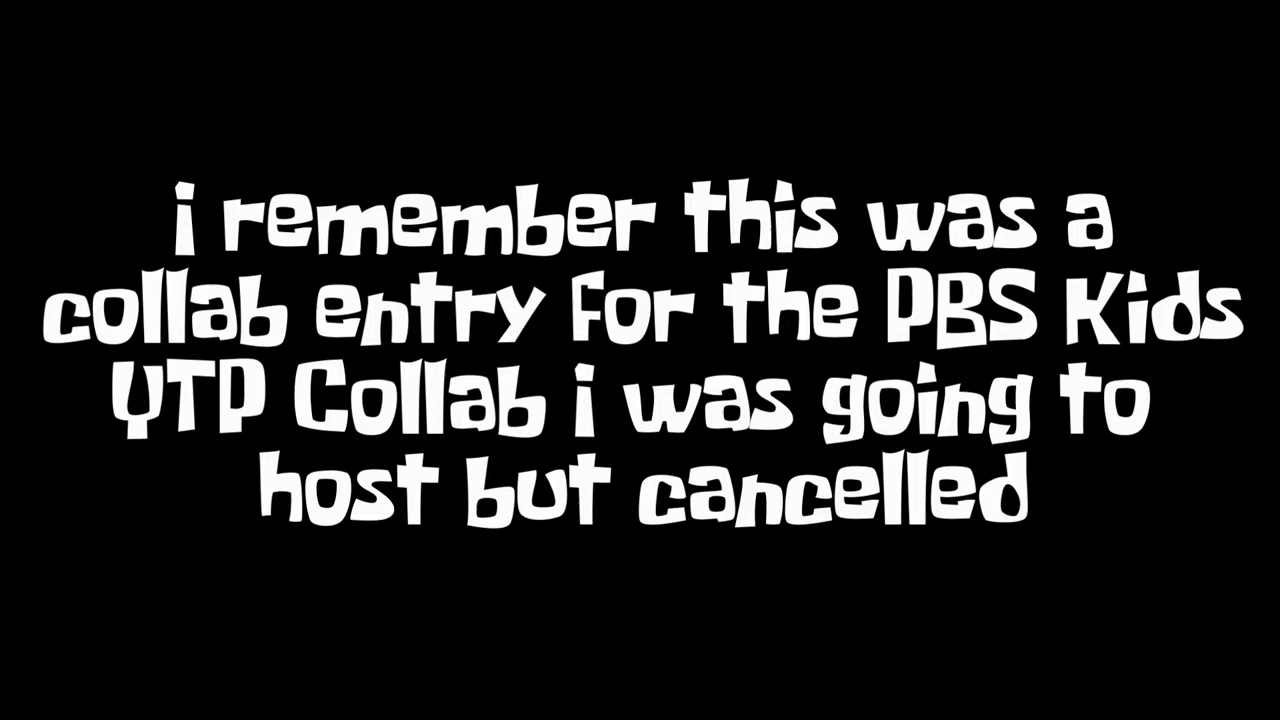 i remember this was a
collab entry for the PBS Kids
YTP Collab i was going to
host but cancelled